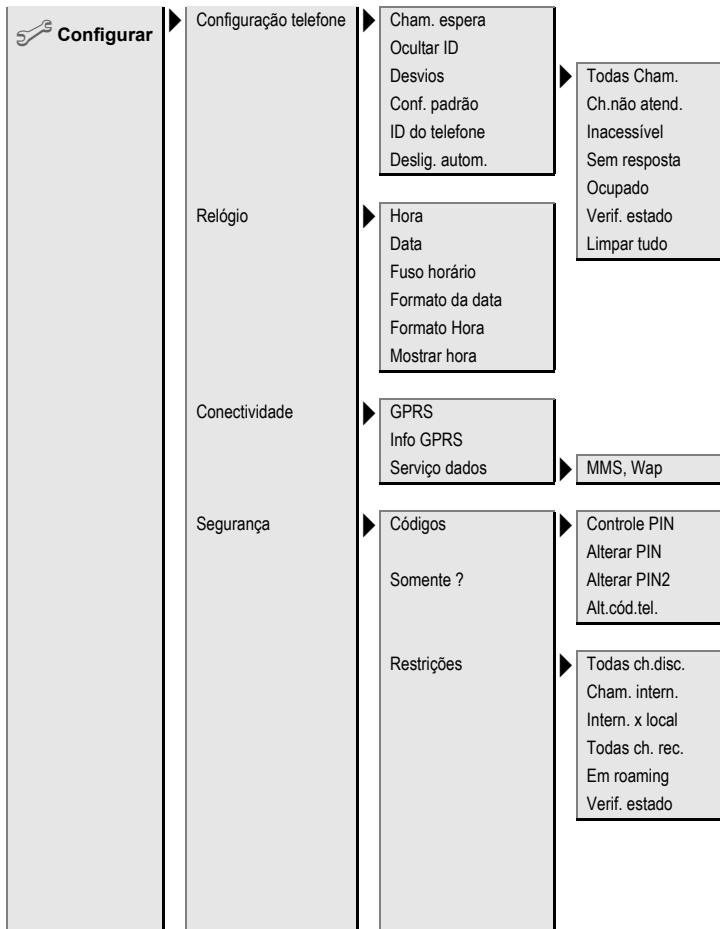 Configurar
Configuração telefone
Cham. espera
Ocultar ID
Desvios
Conf. padrão
ID do telefone
Deslig. autom.
Todas Cham.
Ch.não atend.
Inacessível
Sem resposta
Ocupado
Verif. estado
Limpar tudo
Relógio
Hora
Data
Fuso horário
Formato da data
Formato Hora
Mostrar hora
Conectividade
GPRS
Info GPRS
Serviço dados
MMS, Wap
Segurança
Códigos
Controle PIN
Alterar PIN
Alterar PIN2
Alt.cód.tel.
Somente ?
Restrições
Todas ch.disc.
Cham. intern.
Intern. x local
Todas ch. rec.
Em roaming
Verif. estado